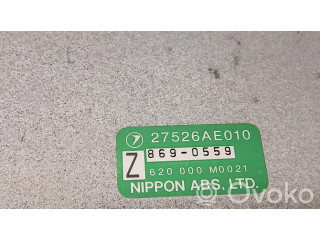 27526AE010
Z 869-0559
620 000 M0021
NIPPON ABS. LTD.
Ovoko